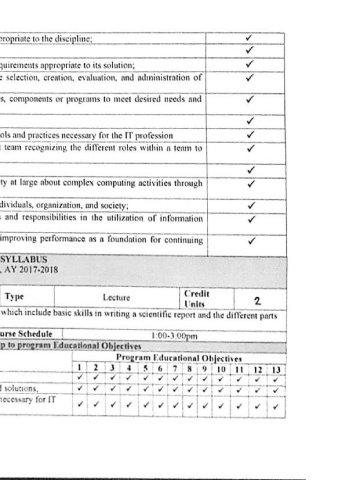 propriate to the discipline; ✓
✓
quirements appropriate to its solution; ✓
e selection, creation, evaluation, and administration of ✓
s, components or programs to meet desired needs and ✓
✓
ols and practices necessary for the IT profession ✓
team recognizing the different roles within a team to ✓
✓
ty at large about complex computing activities through ✓
dividuals, organization, and society; ✓
and responsibilities in the utilization of information ✓
improving performance as a foundation for continuing ✓
SYLLABUS
, AY 2017-2018
Type Lecture Credit Units 2
which include basic skills in writing a scientific report and the different parts
urse Schedule 1:00-3:00pm
p to program Educational Objectives
Program Educational Objectives
1 2 3 4 5 6 7 8 9 10 11 12 13
✓ ✓ ✓ ✓ ✓ ✓ ✓ ✓ ✓ ✓ ✓ ✓ ✓
d solutions, ✓ ✓ ✓ ✓ ✓ ✓ ✓ ✓ ✓ ✓ ✓ ✓ ✓
necessary for IT ✓ ✓ ✓ ✓ ✓ ✓ ✓ ✓ ✓ ✓ ✓ ✓ ✓